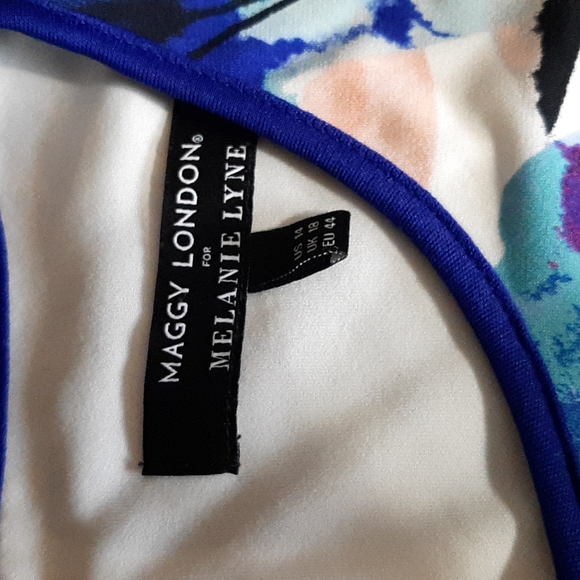 MAGGY LONDON®
FOR
MELANIE LYNE
US 14
UK 18
EU 44